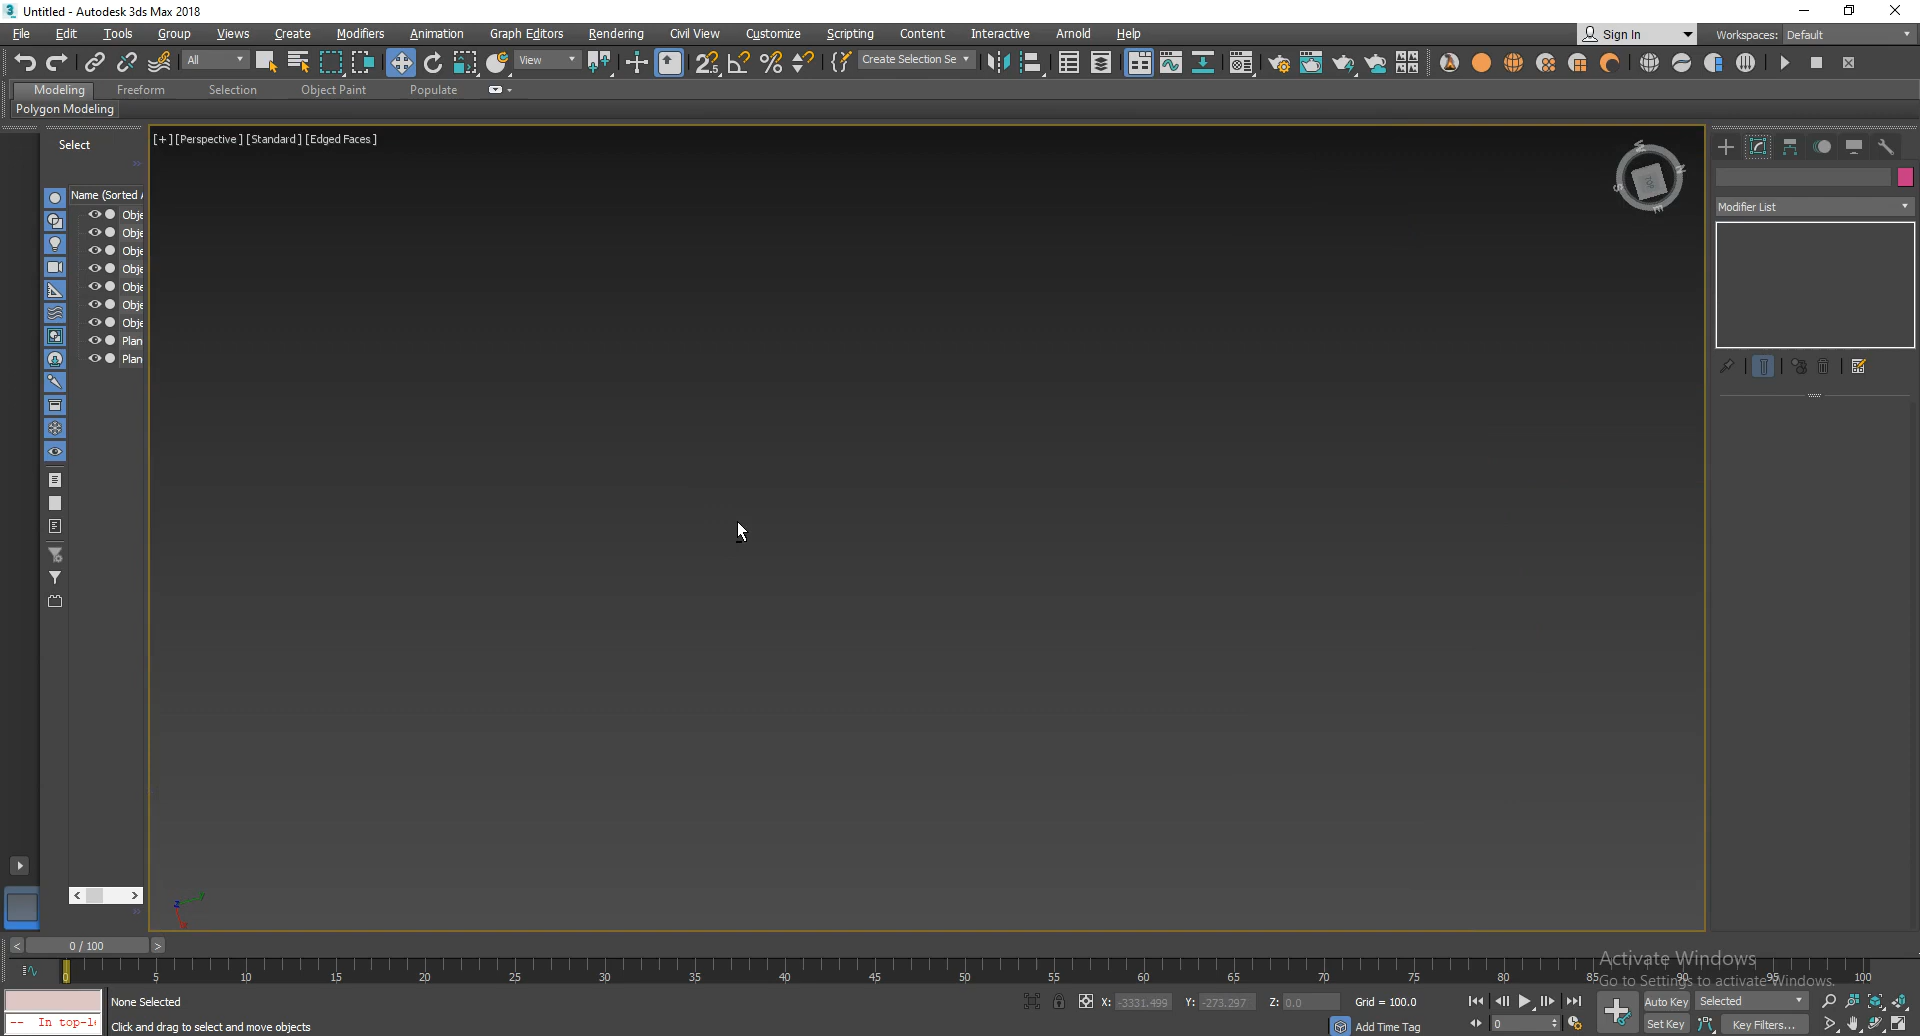 Untitled - Autodesk 3ds Max 2018
File Edit Tools Group Views Create Modifiers Animation Graph Editors Rendering Civil View Customize Scripting Content Interactive Arnold Help Sign In Workspaces: Default
All View Create Selection Se
Modeling Freeform Selection Object Paint Populate
Polygon Modeling
[+] [Perspective] [Standard] [Edged Faces]
Select
Name (Sorted A
Obje
Obje
Obje
Obje
Obje
Obje
Obje
Plan
Plan
W N S E
TOP
Modifier List
z y x
< 0 / 100 >
0 5 10 15 20 25 30 35 40 45 50 55 60 65 70 75 80 85 90 95 100
Activate Windows
Go to Settings to activate Windows.
None Selected
X: -3331.499 Y: -273.297 Z: 0.0 Grid = 100.0
Auto Key Selected
-- In top-le
Click and drag to select and move objects
Add Time Tag
0
Set Key Key Filters...